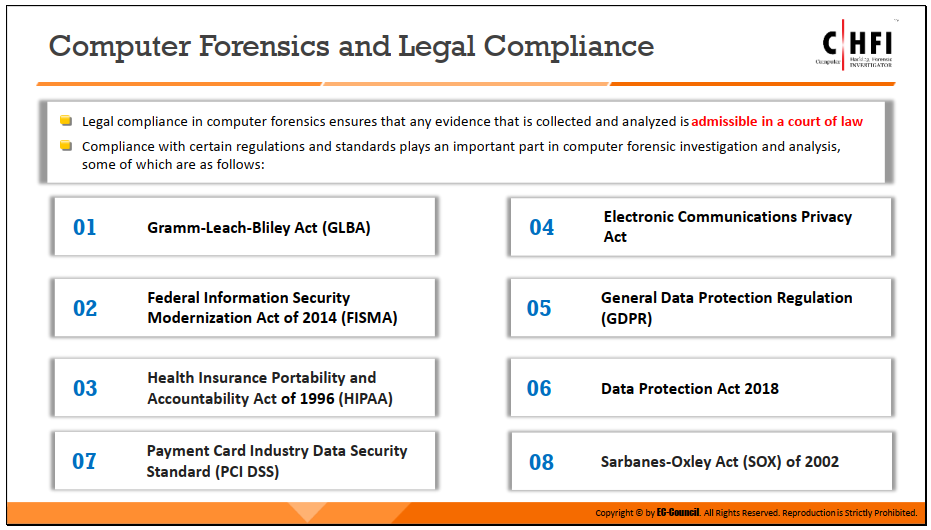 Computer Forensics and Legal Compliance
C|HFI
Computer Hacking Forensic
INVESTIGATOR
Legal compliance in computer forensics ensures that any evidence that is collected and analyzed is admissible in a court of law
Compliance with certain regulations and standards plays an important part in computer forensic investigation and analysis,
some of which are as follows:
01
Gramm-Leach-Bliley Act (GLBA)
02
Federal Information Security
Modernization Act of 2014 (FISMA)
03
Health Insurance Portability and
Accountability Act of 1996 (HIPAA)
04
Electronic Communications Privacy
Act
05
General Data Protection Regulation
(GDPR)
06
Data Protection Act 2018
07
Payment Card Industry Data Security
Standard (PCI DSS)
08
Sarbanes-Oxley Act (SOX) of 2002
Copyright © by EC-Council. All Rights Reserved. Reproduction is Strictly Prohibited.